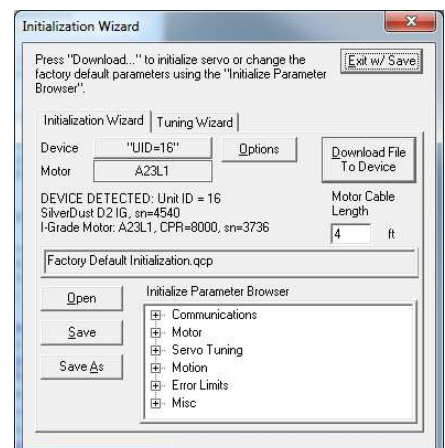 Initialization Wizard
Press "Download..." to initialize servo or change the
factory default parameters using the "Initialize Parameter
Browser".
Exit w/ Save
Initialization Wizard
Tuning Wizard
Device
"UID=16"
Options
Motor
A23L1
Download File
To Device
DEVICE DETECTED: Unit ID = 16
SilverDust D2 IG, sn=4540
I-Grade Motor: A23L1, CPR=8000, sn=3736
Motor Cable
Length
4 ft
Factory Default Initialization.qcp
Open
Save
Save As
Initialize Parameter Browser
Communications
Motor
Servo Tuning
Motion
Error Limits
Misc